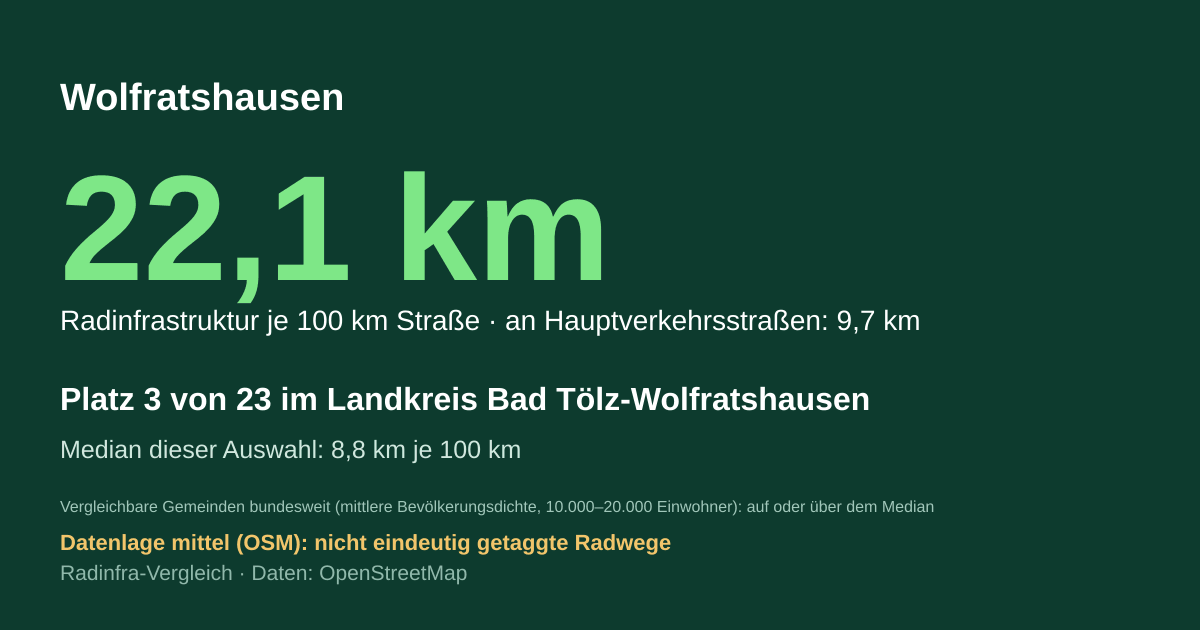 Wolfratshausen
22,1 km
Radinfrastruktur je 100 km Straße · an Hauptverkehrsstraßen: 9,7 km
Platz 3 von 23 im Landkreis Bad Tölz-Wolfratshausen
Median dieser Auswahl: 8,8 km je 100 km
Vergleichbare Gemeinden bundesweit (mittlere Bevölkerungsdichte, 10.000–20.000 Einwohner): auf oder über dem Median
Datenlage mittel (OSM): nicht eindeutig getaggte Radwege
Radinfra-Vergleich · Daten: OpenStreetMap